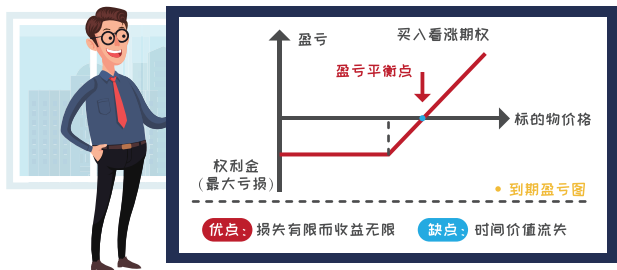 盈亏
买入看涨期权
盈亏平衡点
标的物价格
权利金
(最大亏损)
• 到期盈亏图
优点: 损失有限而收益无限
缺点: 时间价值流失